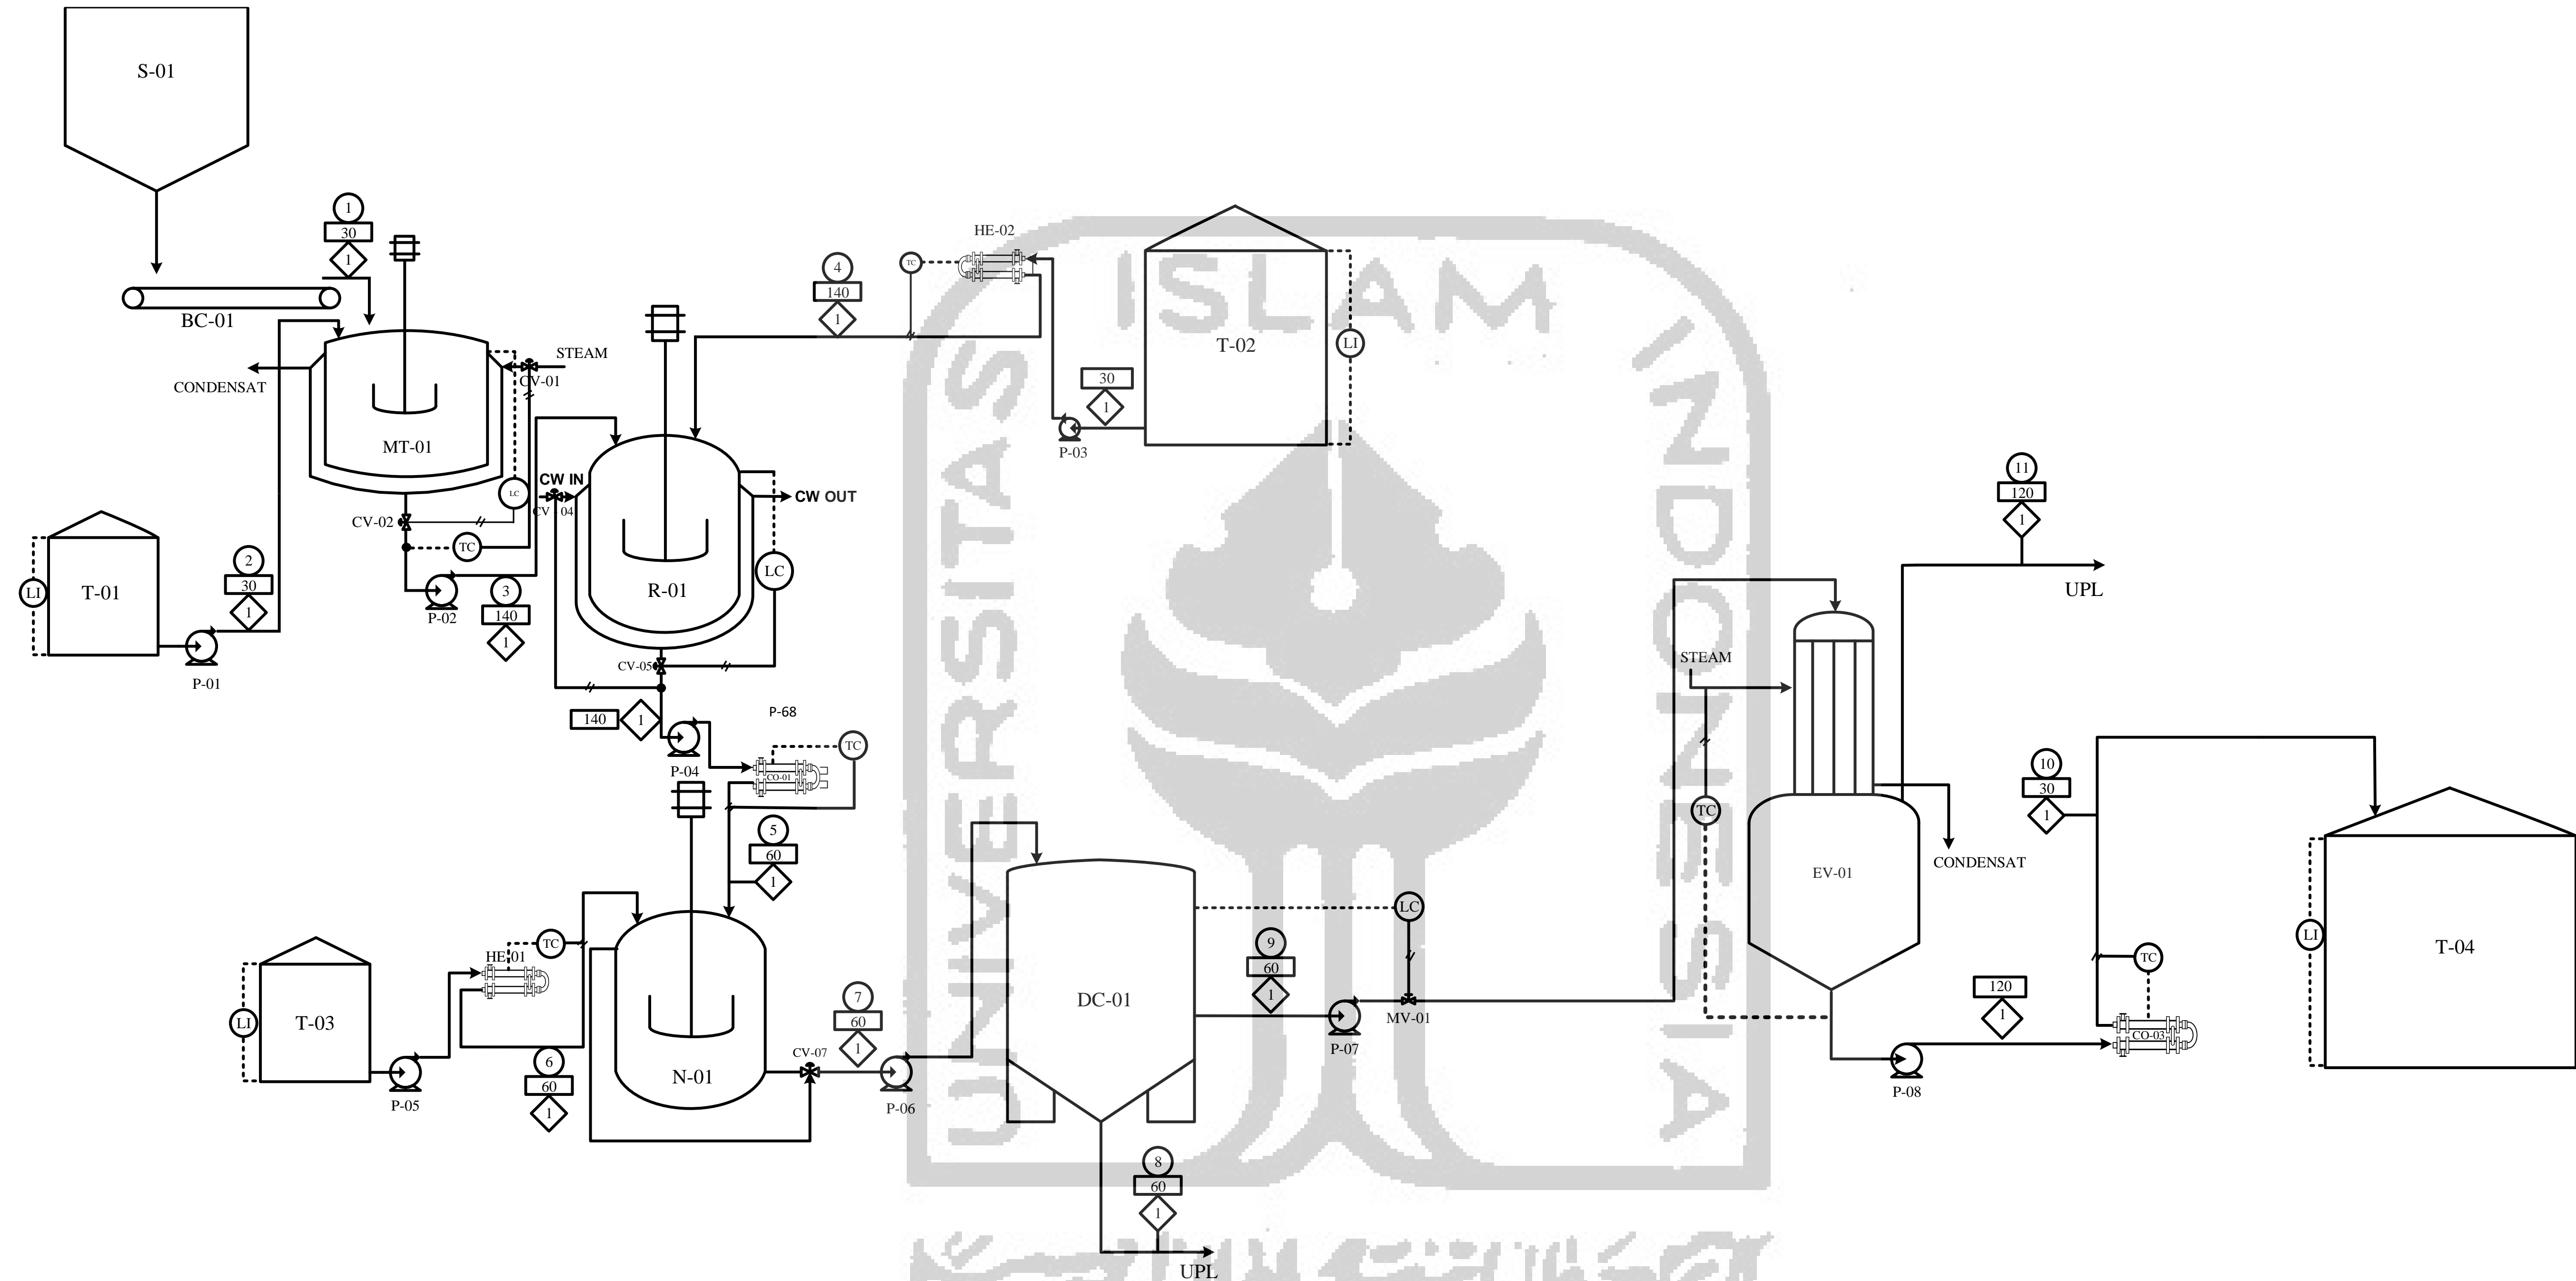 S-01
1
30
1
BC-01
HE-02
TC
4
140
1
T-02
LI
30
1
P-03
STEAM
CV-01
CONDENSAT
MT-01
LC
CV-02
TC
CW IN
CV - 04
CW OUT
R-01
LC
T-01
LI
2
30
1
P-01
P-02
3
140
1
CV-05
140
1
P-04
P-68
CO-01
TC
5
60
1
11
120
1
UPL
STEAM
TC
EV-01
CONDENSAT
10
30
1
T-04
LI
TC
CO-03
120
1
P-08
HE-01
TC
T-03
LI
P-05
6
60
1
N-01
CV-07
7
60
1
P-06
DC-01
LC
9
60
1
P-07
MV-01
8
60
1
UPL
UNIVERSITAS
ISLAM
INDONESIA